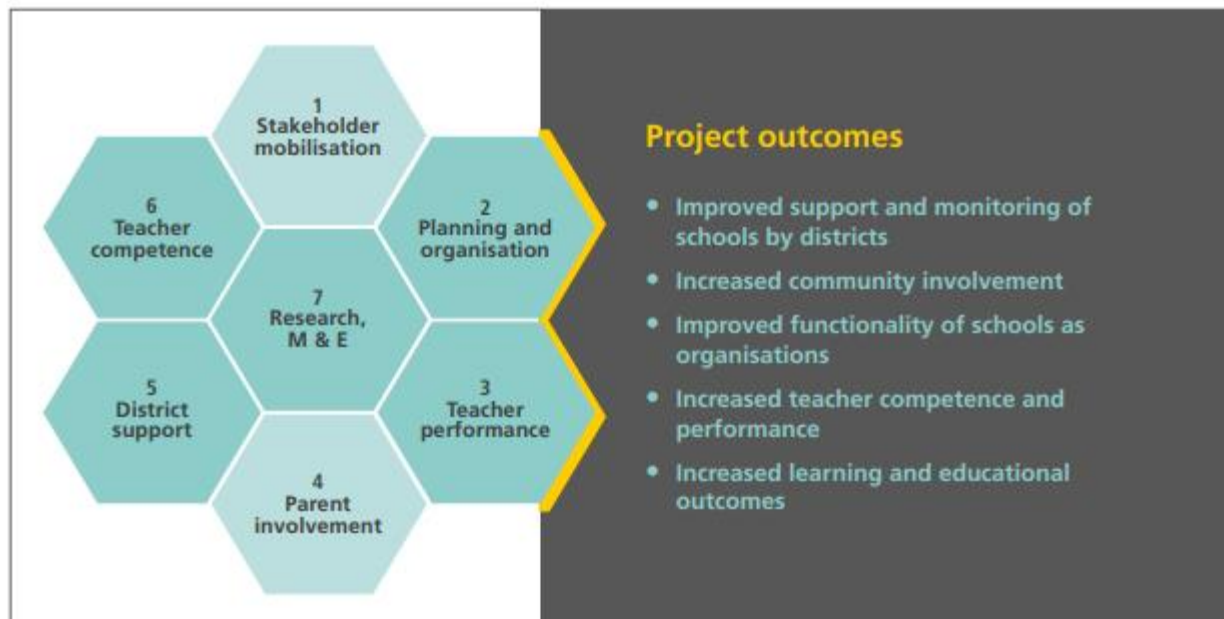 1
Stakeholder
mobilisation
2
Planning and
organisation
3
Teacher
performance
4
Parent
involvement
5
District
support
6
Teacher
competence
7
Research,
M & E
Project outcomes
• Improved support and monitoring of
schools by districts
• Increased community involvement
• Improved functionality of schools as
organisations
• Increased teacher competence and
performance
• Increased learning and educational
outcomes